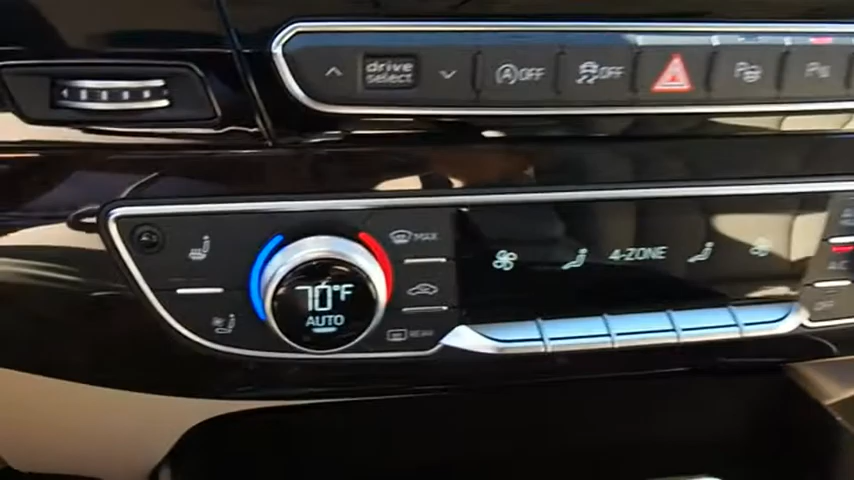 drive
select
OFF
OFF
MAX
4-ZONE
70°F
AUTO
REAR
OFF